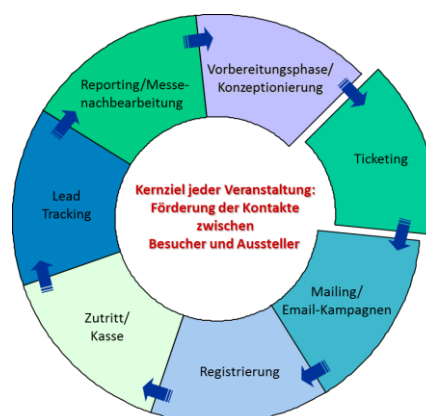 Vorbereitungsphase/
Konzeptionierung
Ticketing
Mailing/
Email-Kampagnen
Registrierung
Zutritt/
Kasse
Lead
Tracking
Reporting/Messe-
nachbearbeitung
Kernziel jeder Veranstaltung:
Förderung der Kontakte
zwischen
Besucher und Aussteller